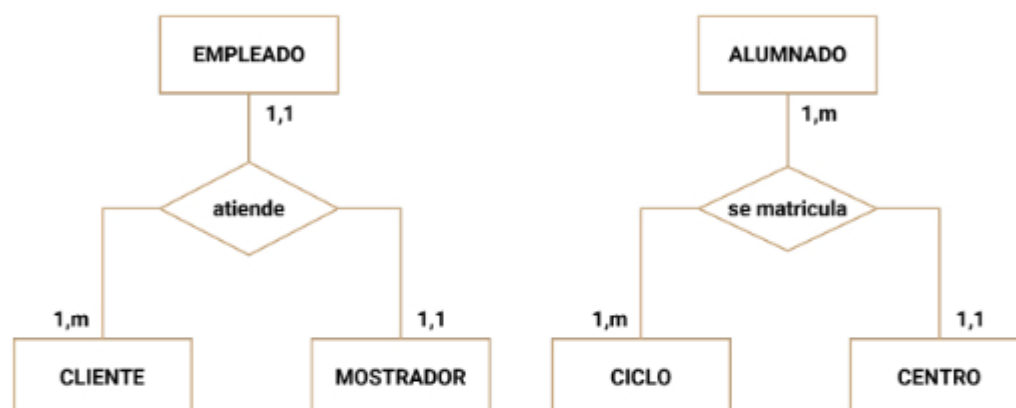 EMPLEADO
1,1
atiende
1,m
1,1
CLIENTE
MOSTRADOR
ALUMNADO
1,m
se matricula
1,m
1,1
CICLO
CENTRO